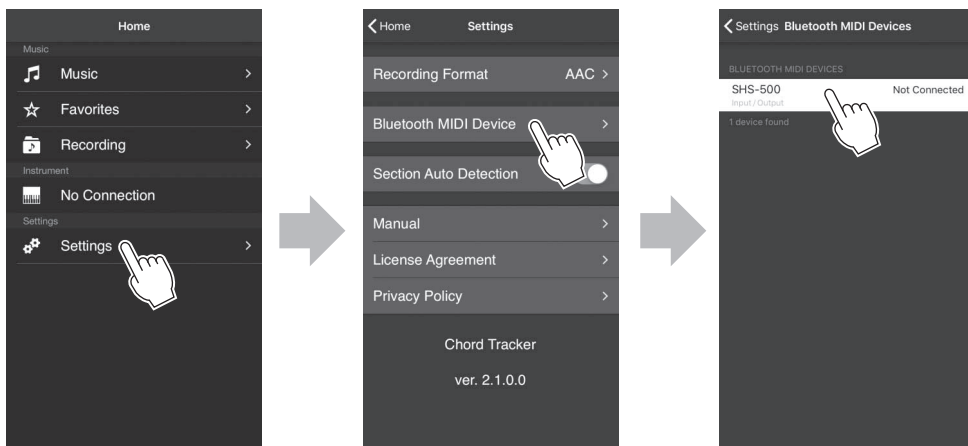 Home
Music
Music
Favorites
Recording
Instrument
No Connection
Settings
Settings
Home Settings
Recording Format AAC
Bluetooth MIDI Device
Section Auto Detection
Manual
License Agreement
Privacy Policy
Chord Tracker
ver. 2.1.0.0
Settings Bluetooth MIDI Devices
BLUETOOTH MIDI DEVICES
SHS-500 Not Connected
Input / Output
1 device found